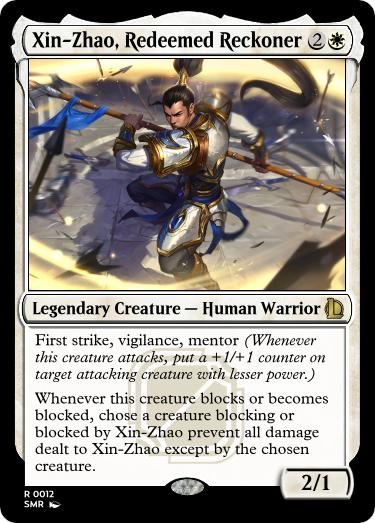 Xin-Zhao, Redeemed Reckoner 2
Legendary Creature — Human Warrior
First strike, vigilance, mentor (Whenever
this creature attacks, put a +1/+1 counter on
target attacking creature with lesser power.)
Whenever this creature blocks or becomes
blocked, chose a creature blocking or
blocked by Xin-Zhao prevent all damage
dealt to Xin-Zhao except by the chosen
creature.
2/1
R 0012
SMR